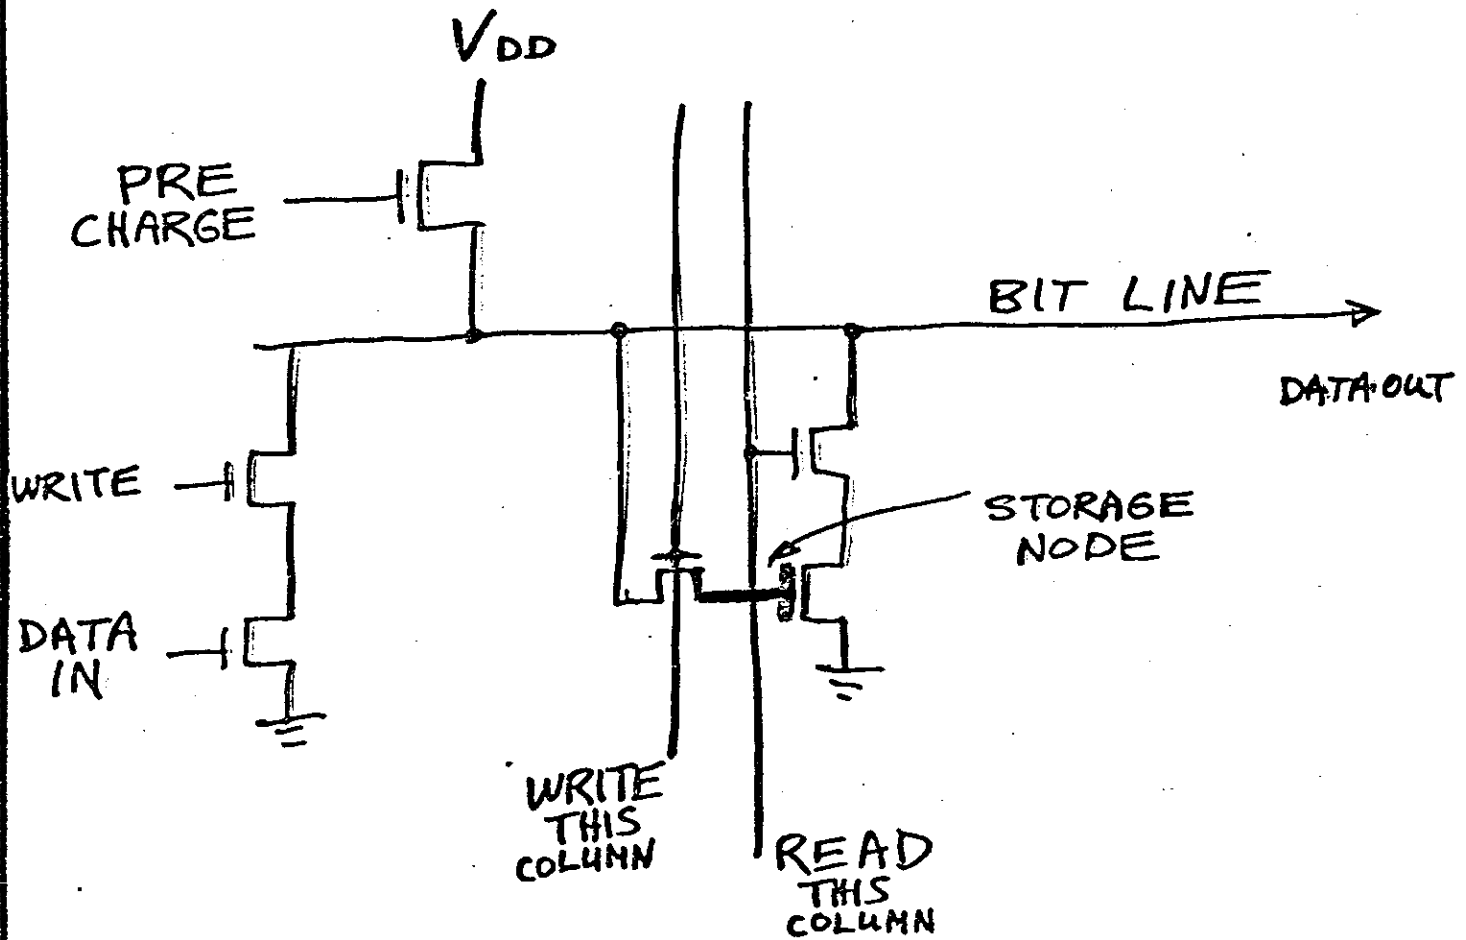 VDD
PRE
CHARGE
BIT LINE
DATA OUT
WRITE
STORAGE
NODE
DATA
IN
WRITE
THIS
COLUMN
READ
THIS
COLUMN